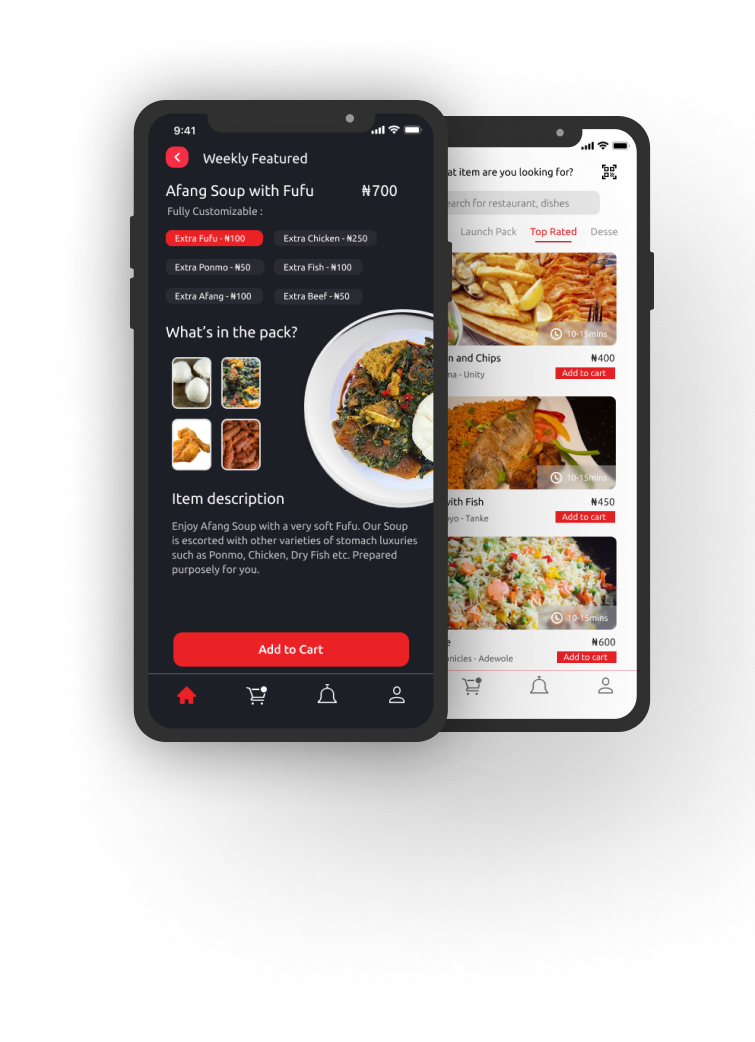 9:41
Weekly Featured
Afang Soup with Fufu ₦700
Fully Customizable :
Extra Fufu - ₦100 Extra Chicken - ₦250
Extra Ponmo - ₦50 Extra Fish - ₦100
Extra Afang - ₦100 Extra Beef - ₦50
What's in the pack?
Item description
Enjoy Afang Soup with a very soft Fufu. Our Soup
is escorted with other varieties of stomach luxuries
such as Ponmo, Chicken, Dry Fish etc. Prepared
purposely for you.
Add to Cart
item are you looking for?
for restaurant, dishes
Launch Pack Top Rated Desse
10-15mins
and Chips ₦400
- Unity Add to cart
10-15mins
with Fish ₦450
- Tanke Add to cart
10-15mins
₦600
- Adewole Add to cart